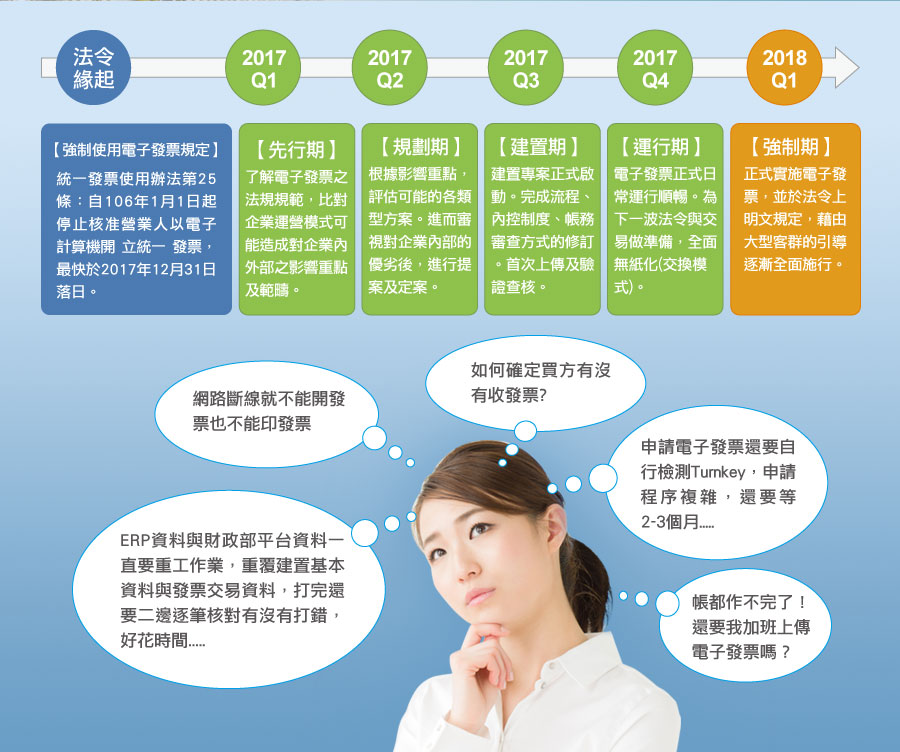 法令
緣起
2017
Q1
2017
Q2
2017
Q3
2017
Q4
2018
Q1
【強制使用電子發票規定】
統一發票使用辦法第25
條：自106年1月1日起
停止核准營業人以電子
計算機開 立統一 發票，
最快於2017年12月31日
落日。
【先行期】
了解電子發票之
法規規範，比對
企業運營模式可
能造成對企業內
外部之影響重點
及範疇。
【規劃期】
根據影響重點，
評估可能的各類
型方案。進而審
視對企業內部的
優劣後，進行提
案及定案。
【建置期】
建置專案正式啟
動。完成流程、
內控制度、帳務
審查方式的修訂
。首次上傳及驗
證查核。
【運行期】
電子發票正式日
常運行順暢。為
下一波法令與交
易做準備，全面
無紙化(交換模
式)。
【強制期】
正式實施電子發
票，並於法令上
明文規定，藉由
大型客群的引導
逐漸全面施行。
網路斷線就不能開發
票也不能印發票
如何確定買方有沒
有收發票?
申請電子發票還要自
行檢測Turnkey，申請
程序複雜，還要等
2-3個月.....
ERP資料與財政部平台資料一
直要重工作業，重覆建置基本
資料與發票交易資料，打完還
要二邊逐筆核對有沒有打錯，
好花時間.....
帳都作不完了！
還要我加班上傳
電子發票嗎？